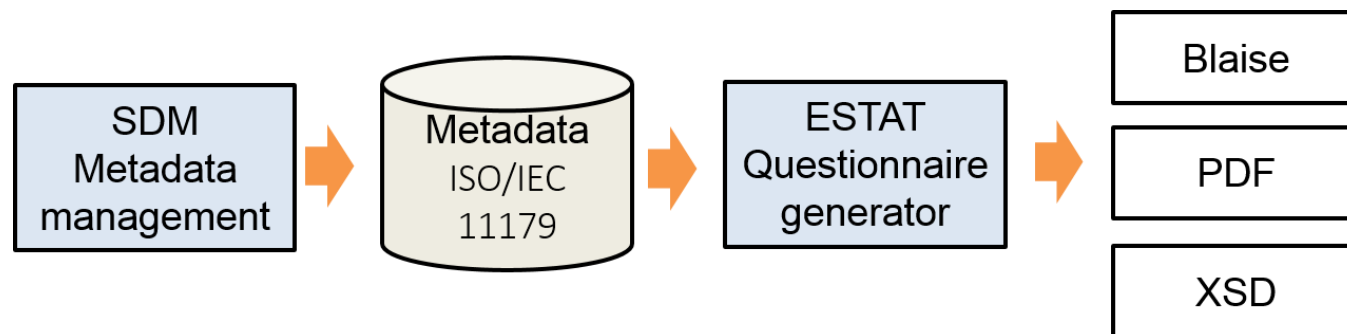 SDM
Metadata
management
Metadata
ISO/IEC
11179
ESTAT
Questionnaire
generator
Blaise
PDF
XSD